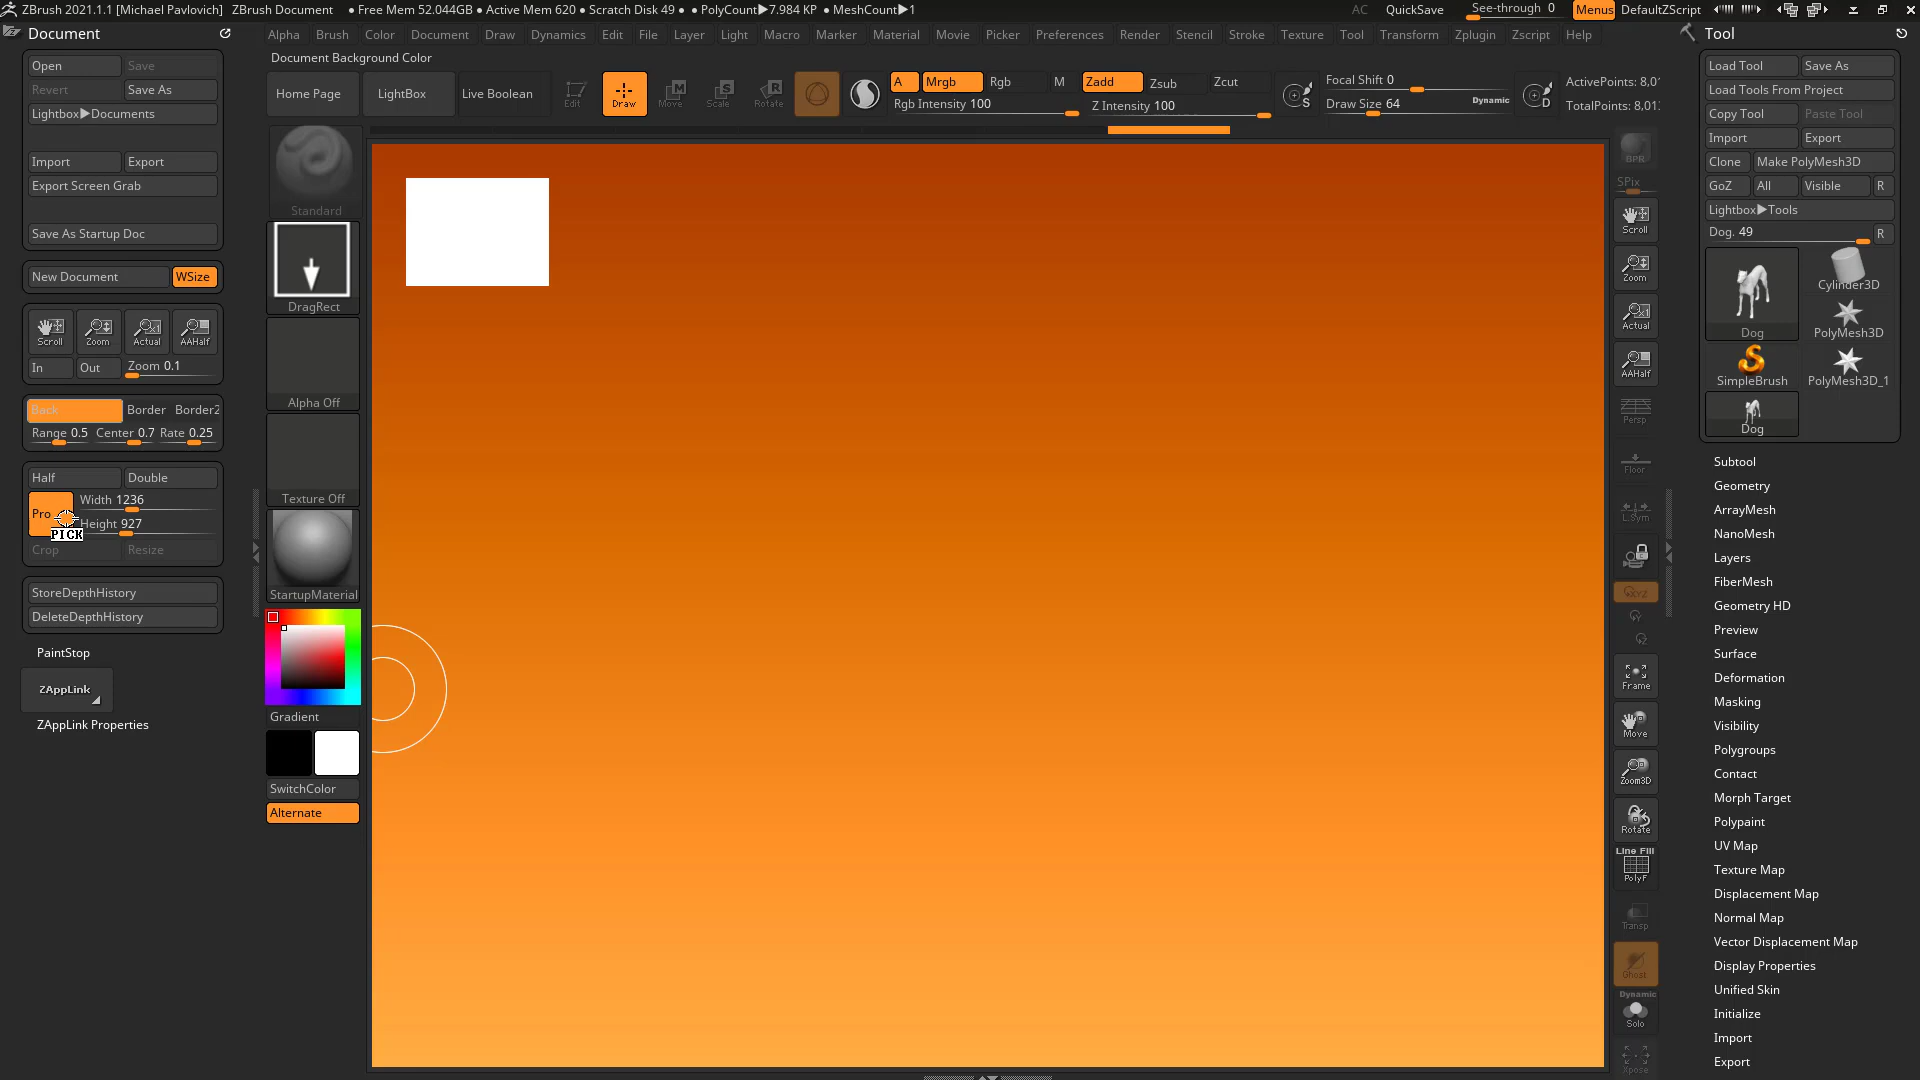 ZBrush 2021.1.1 [Michael Pavlovich] ZBrush Document • Free Mem 52.044GB • Active Mem 620 • Scratch Disk 49 • PolyCount▶7.984 KP • MeshCount▶1 AC QuickSave See-through 0 Menus DefaultZScript
Document
Alpha Brush Color Document Draw Dynamics Edit File Layer Light Macro Marker Material Movie Picker Preferences Render Stencil Stroke Texture Tool Transform Zplugin Zscript Help
Tool
Document Background Color
Open Save
Revert Save As
Lightbox▶Documents
Import Export
Export Screen Grab
Save As Startup Doc
New Document WSize
Scroll Zoom Actual AAHalf
In Out Zoom 0.1
Back Border Border2
Range 0.5 Center 0.7 Rate 0.25
Half Double
Pro Width 1236
Height 927
PICK
Crop Resize
StoreDepthHistory
DeleteDepthHistory
PaintStop
ZAppLink
ZAppLink Properties
Home Page LightBox Live Boolean Edit Draw Move Scale Rotate
A Mrgb Rgb M Zadd Zsub Zcut
Rgb Intensity 100 Z Intensity 100
S Focal Shift 0
Draw Size 64 Dynamic D
ActivePoints: 8,01
TotalPoints: 8,01
Standard
DragRect
Alpha Off
Texture Off
StartupMaterial
Gradient
SwitchColor
Alternate
BPR
SPix
Scroll
Zoom
Actual
AAHalf
Persp
Floor
L.Sym
XYZ
Frame
Move
Zoom3D
Rotate
Line Fill
PolyF
Transp
Ghost
Dynamic
Solo
Xpose
Load Tool Save As
Load Tools From Project
Copy Tool Paste Tool
Import Export
Clone Make PolyMesh3D
GoZ All Visible R
Lightbox▶Tools
Dog. 49 R
Dog Cylinder3D
PolyMesh3D
SimpleBrush PolyMesh3D_1
Dog
Subtool
Geometry
ArrayMesh
NanoMesh
Layers
FiberMesh
Geometry HD
Preview
Surface
Deformation
Masking
Visibility
Polygroups
Contact
Morph Target
Polypaint
UV Map
Texture Map
Displacement Map
Normal Map
Vector Displacement Map
Display Properties
Unified Skin
Initialize
Import
Export